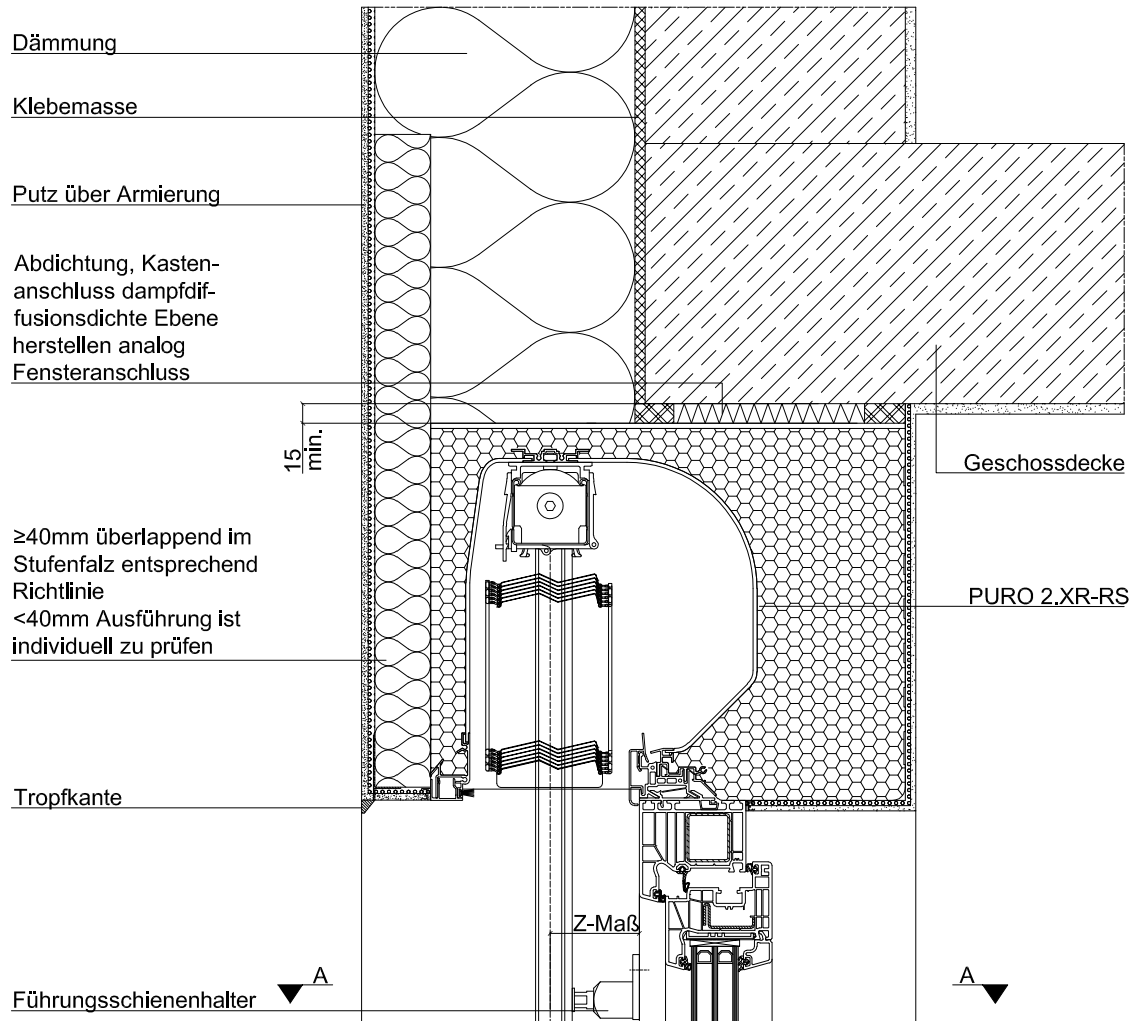 Dämmung
Klebemasse
Putz über Armierung
Abdichtung, Kasten-
anschluss dampfdif-
fusionsdichte Ebene
herstellen analog
Fensteranschluss
15
min.
Geschossdecke
≥40mm überlappend im
Stufenfalz entsprechend
Richtlinie
<40mm Ausführung ist
individuell zu prüfen
PURO 2.XR-RS
Tropfkante
Z-Maß
A
A
Führungsschienenhalter